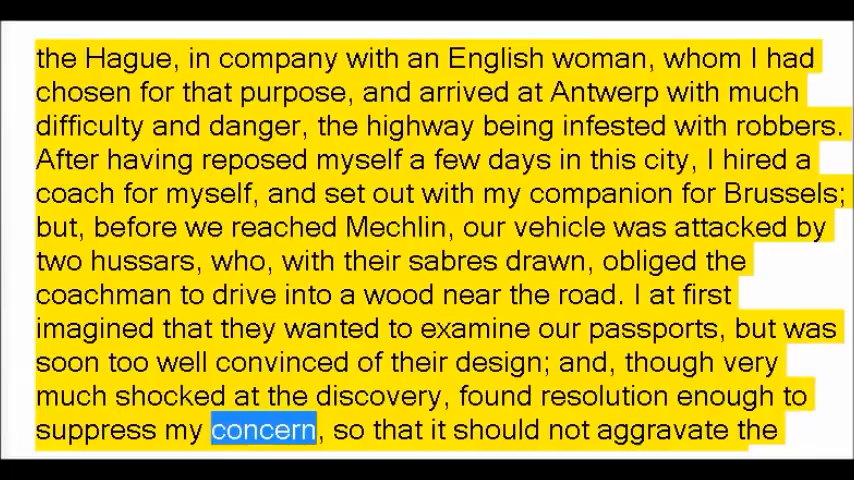 the Hague, in company with an English woman, whom I had
chosen for that purpose, and arrived at Antwerp with much
difficulty and danger, the highway being infested with robbers.
After having reposed myself a few days in this city, I hired a
coach for myself, and set out with my companion for Brussels;
but, before we reached Mechlin, our vehicle was attacked by
two hussars, who, with their sabres drawn, obliged the
coachman to drive into a wood near the road. I at first
imagined that they wanted to examine our passports, but was
soon too well convinced of their design; and, though very
much shocked at the discovery, found resolution enough to
suppress my concern, so that it should not aggravate the